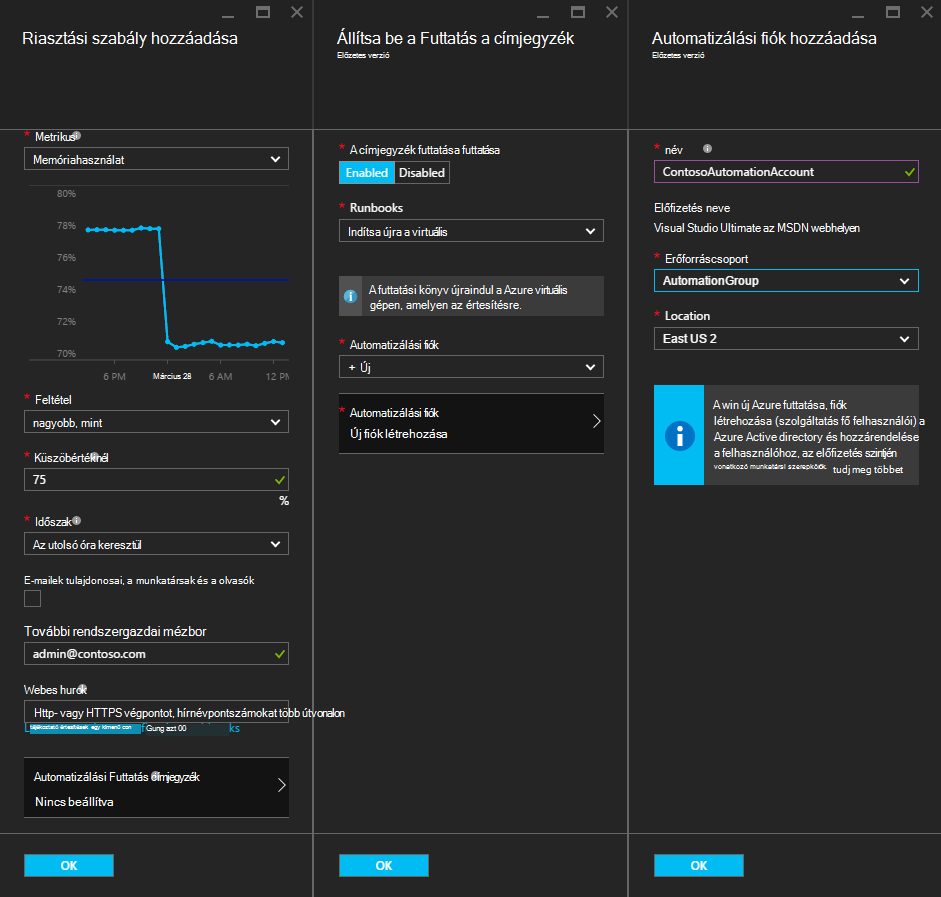 Riasztási szabály hozzáadása
* Metrikus
Memóriahasználat
80%
78%
76%
74%
72%
70%
6 PM
Március 28
6 AM
12 PM
* Feltétel
nagyobb, mint
* Küszöbértéknél
75
%
* Időszak
Az utolsó óra keresztül
E-mailek tulajdonosai, a munkatársak és a olvasók
További rendszergazdai mézbor
admin@contoso.com
Webes hurok
Http- vagy HTTPS végpontot, hírnévpontszámokat több útvonalon
tájékoztató értesítések egy kimenő con
Gung azt 00
ks
Automatizálási Futtatás címjegyzék
Nincs beállítva
OK
Állítsa be a Futtatás a címjegyzék
Előzetes verzió
* A címjegyzék futtatása futtatása
Enabled Disabled
* Runbooks
Indítsa újra a virtuális
A futtatási könyv újraindul a Azure virtuális
gépen, amelyen az értesítésre.
* Automatizálási fiók
+ Új
* Automatizálási fiók
Új fiók létrehozása
OK
Automatizálási fiók hozzáadása
Előzetes verzió
* név
ContosoAutomationAccount
Előfizetés neve
Visual Studio Ultimate az MSDN webhelyen
* Erőforráscsoport
AutomationGroup
* Location
East US 2
A win új Azure futtatása, fiók
létrehozása (szolgáltatás fő felhasználói) a
Azure Active directory és hozzárendelése
a felhasználóhoz, az előfizetés szintjén
vonatkozó munkatársi szerepkörök. tudj meg többet
OK